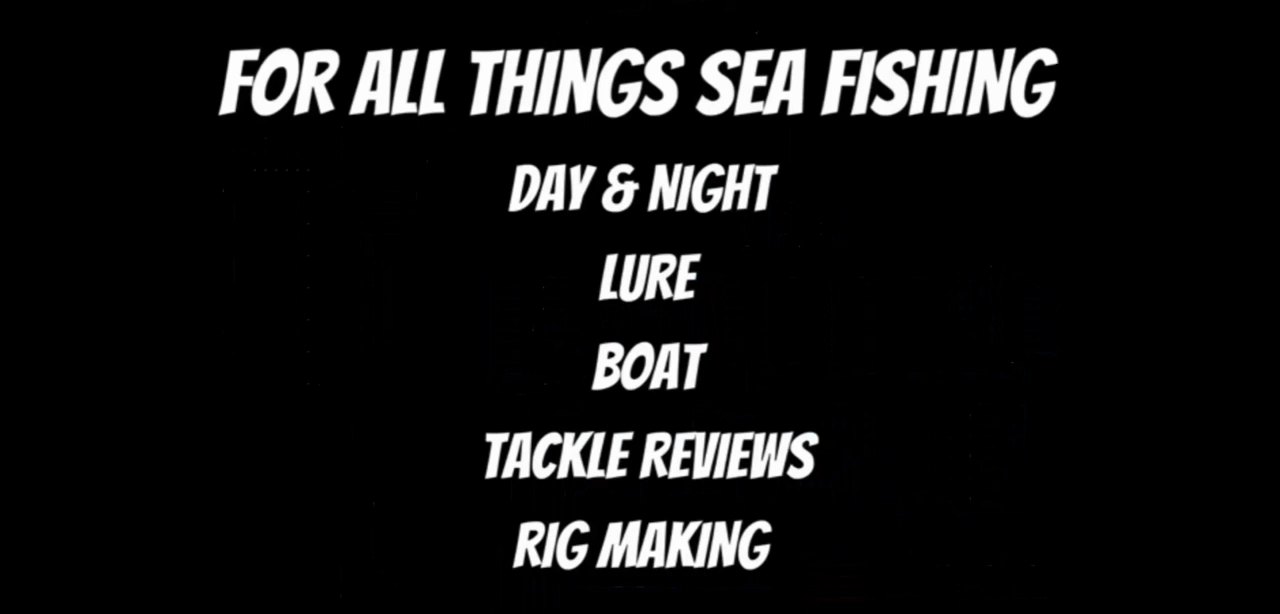 FOR ALL THINGS SEA FISHING
DAY & NIGHT
LURE
BOAT
TACKLE REVIEWS
RIG MAKING